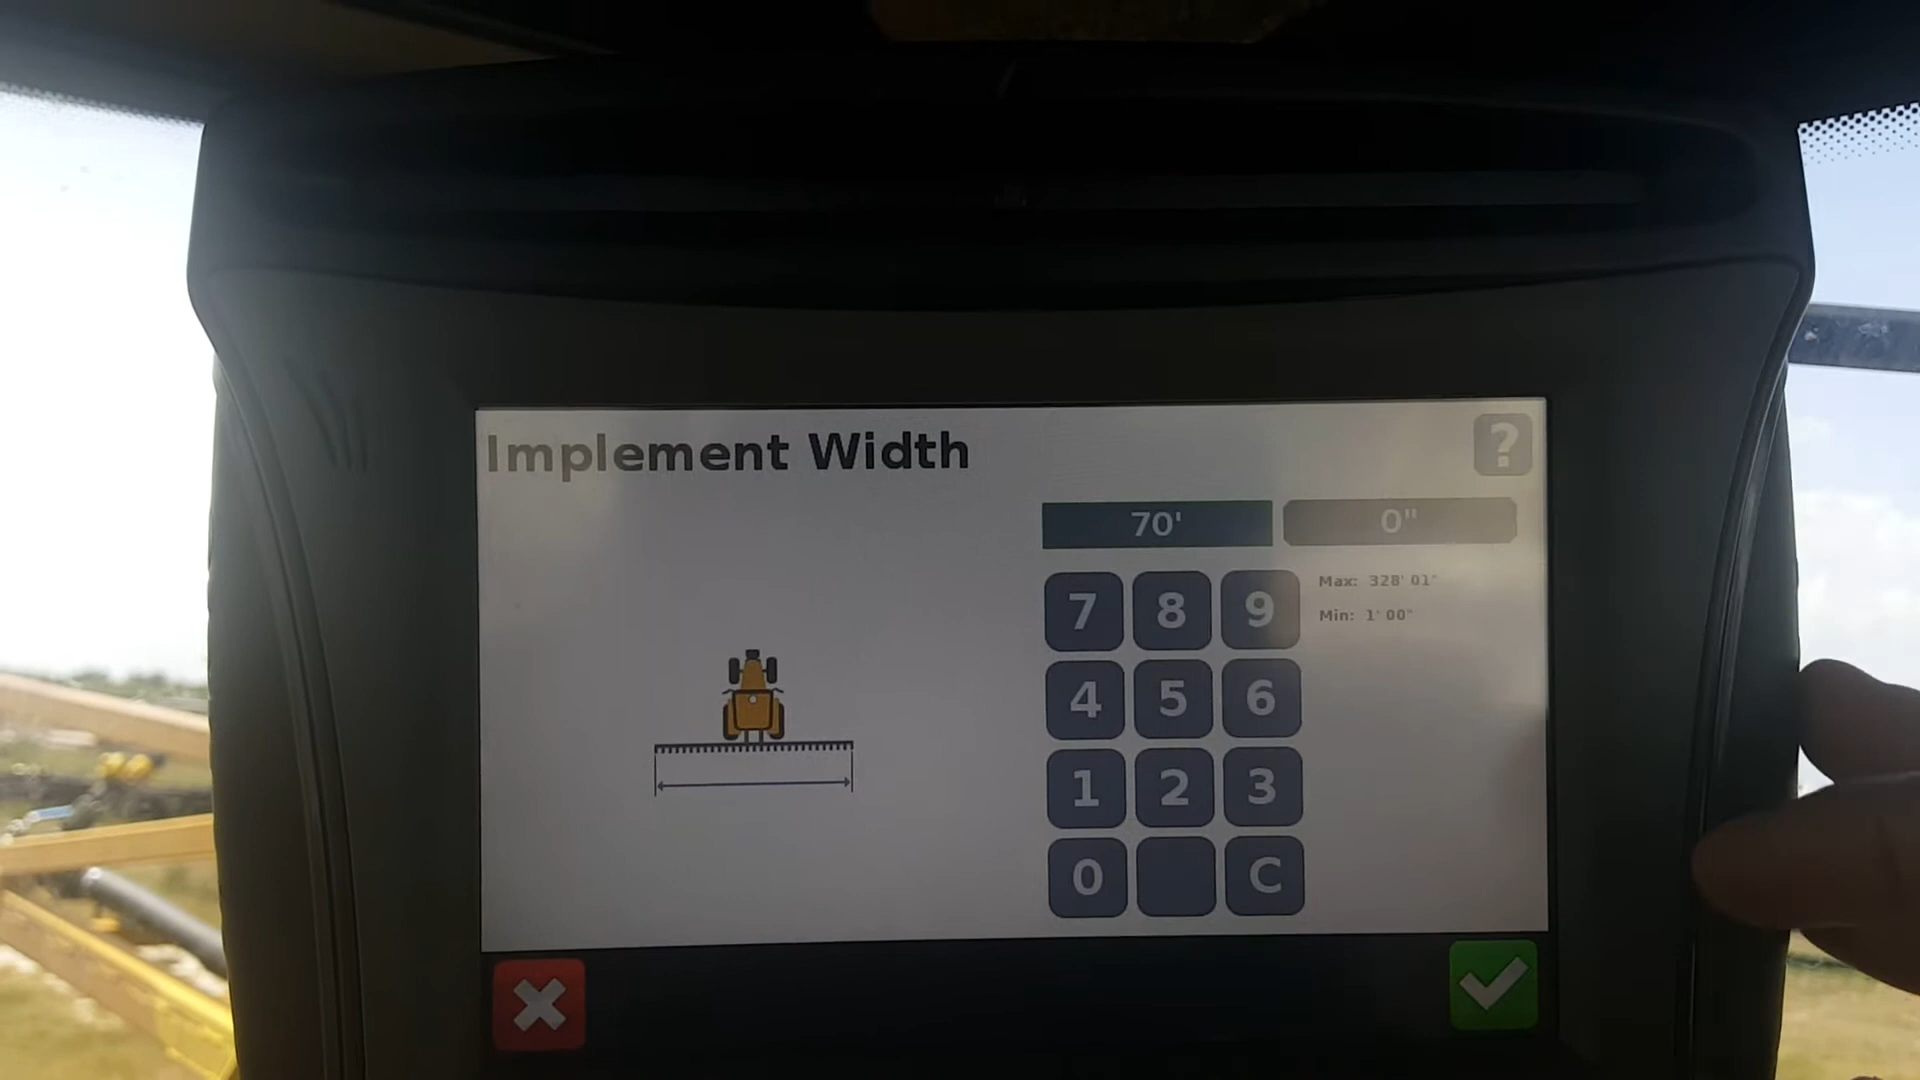 Implement Width
?
70' 0"
7 8 9
Max: 328' 01"
Min: 1' 00"
4 5 6
1 2 3
0 C